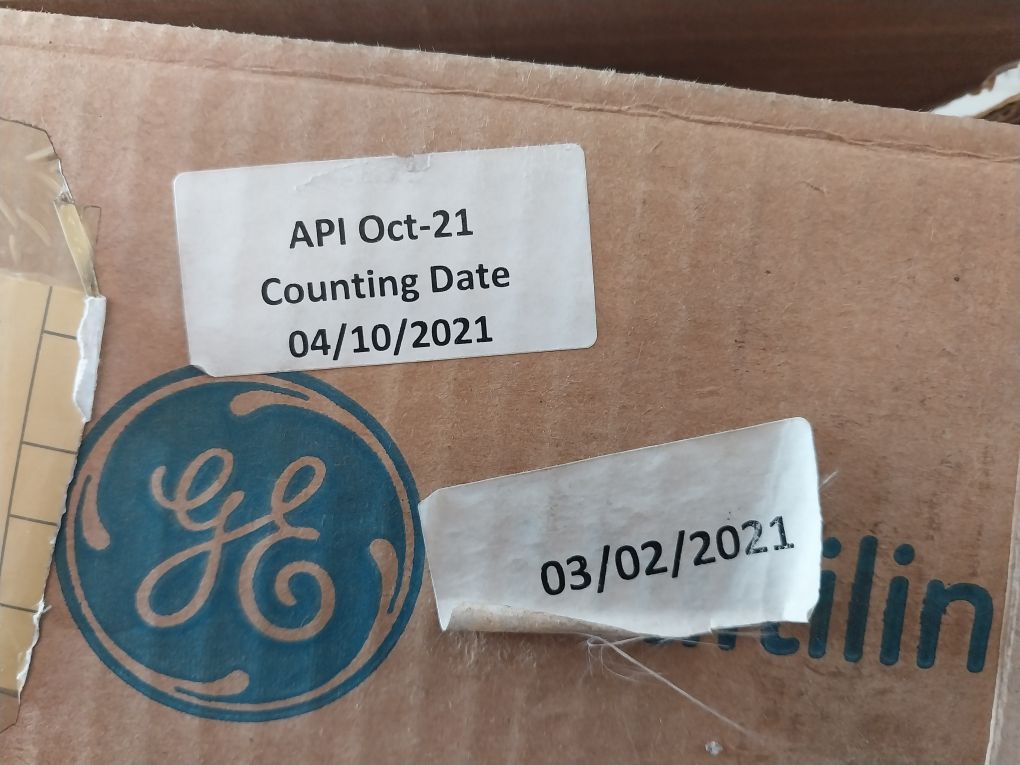 API Oct-21
Counting Date
04/10/2021
GE
03/02/2021